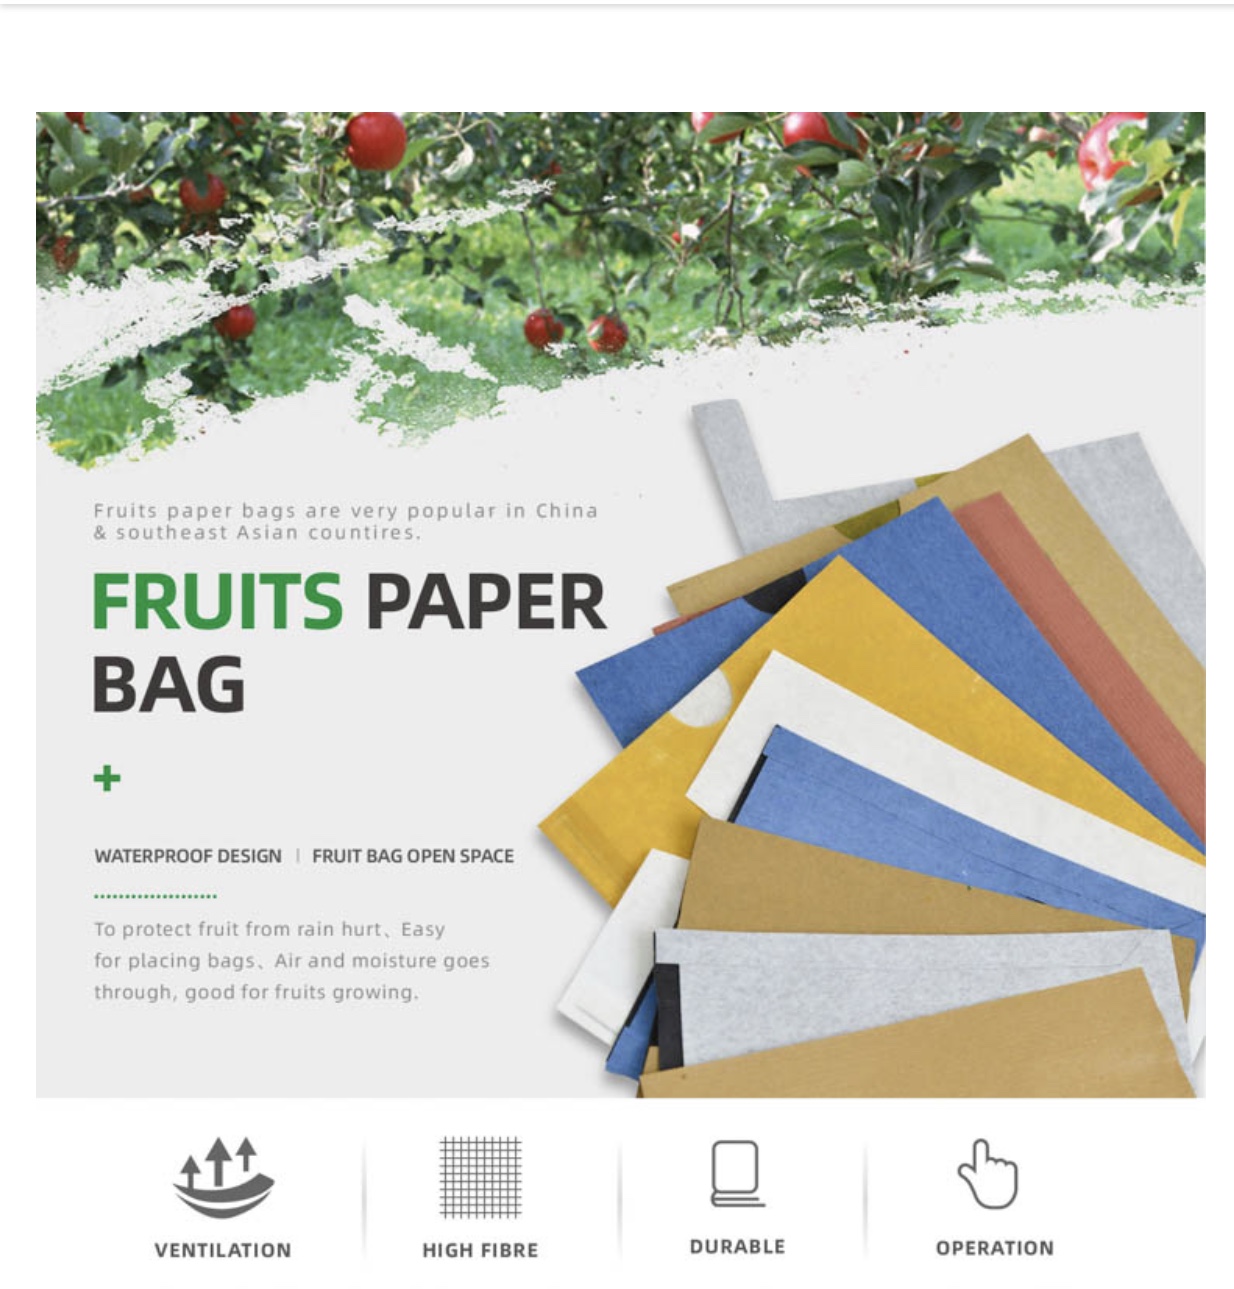 Fruits paper bags are very popular in China
& southeast Asian countires.
FRUITS PAPER
BAG
+
WATERPROOF DESIGN | FRUIT BAG OPEN SPACE
To protect fruit from rain hurt、Easy
for placing bags、Air and moisture goes
through, good for fruits growing.
VENTILATION
HIGH FIBRE
DURABLE
OPERATION